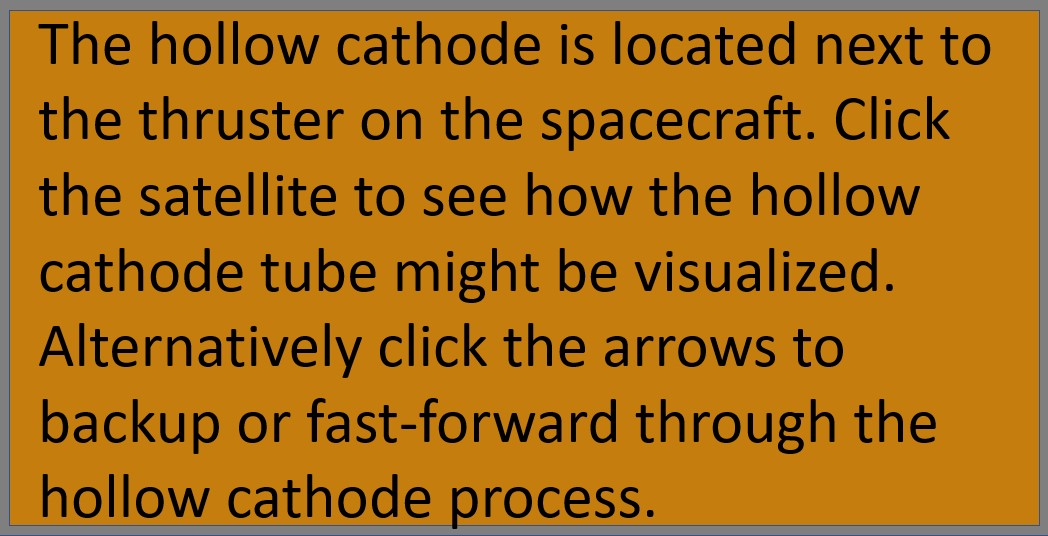 The hollow cathode is located next to
the thruster on the spacecraft. Click
the satellite to see how the hollow
cathode tube might be visualized.
Alternatively click the arrows to
backup or fast-forward through the
hollow cathode process.